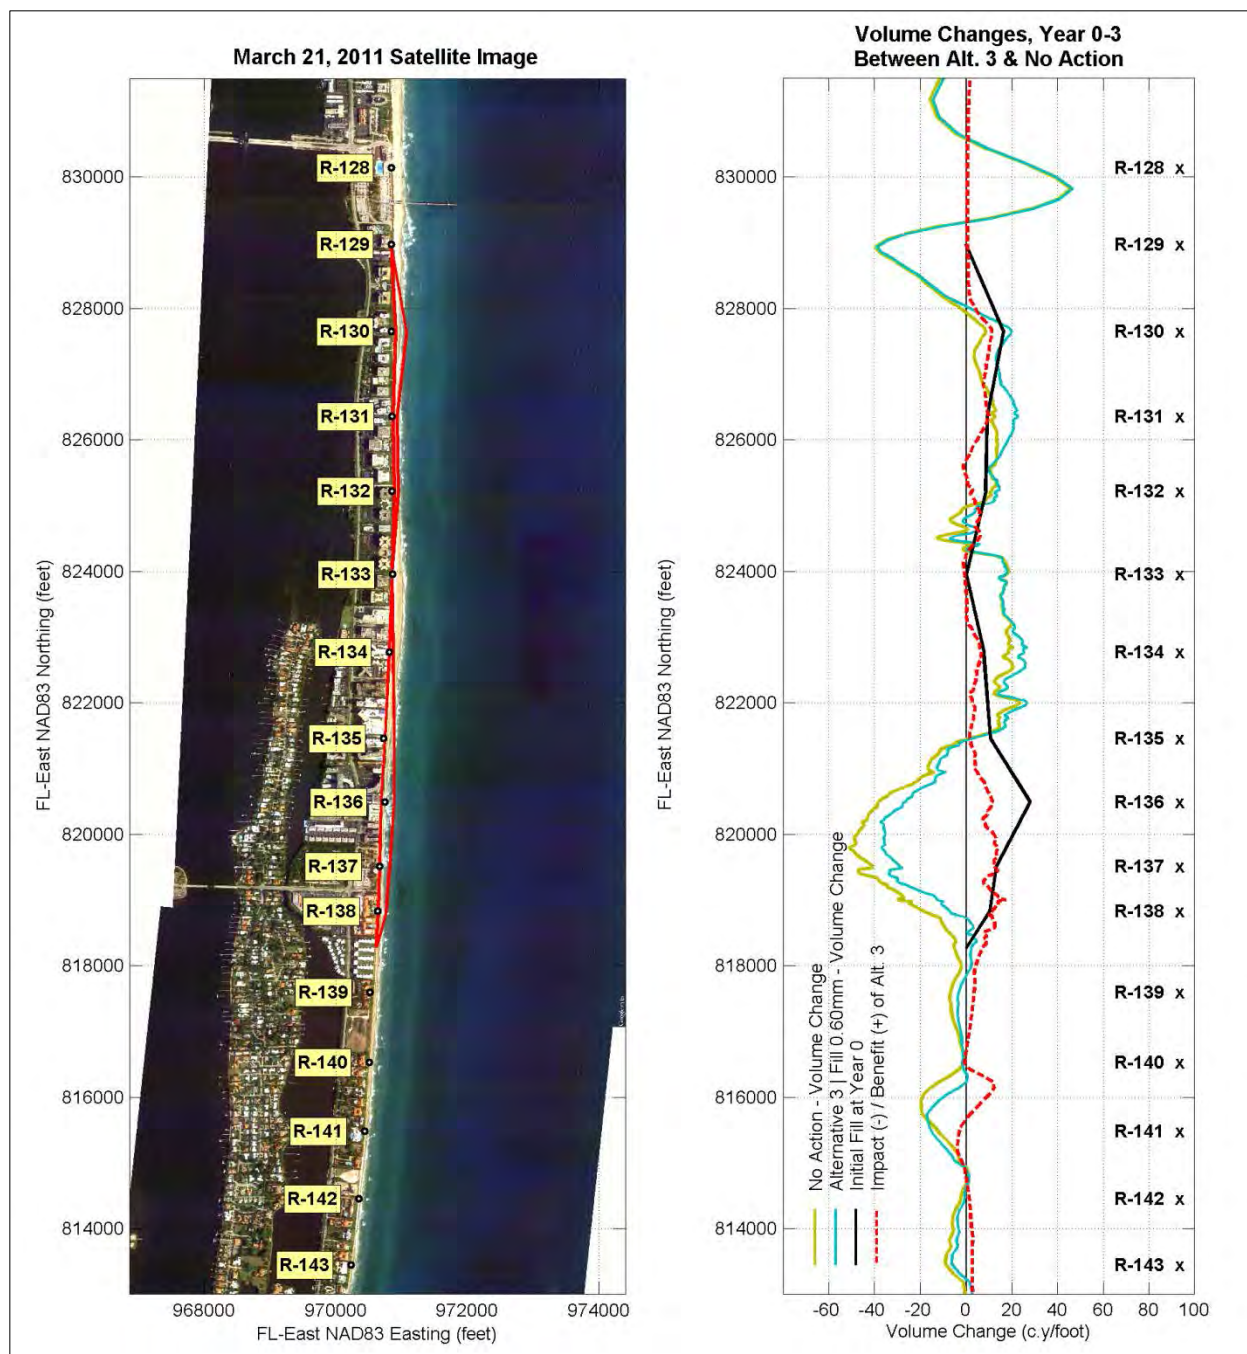 March 21, 2011 Satellite Image
FL-East NAD83 Northing (feet)
830000
828000
826000
824000
822000
820000
818000
816000
814000
R-128
R-129
R-130
R-131
R-132
R-133
R-134
R-135
R-136
R-137
R-138
R-139
R-140
R-141
R-142
R-143
968000
970000
972000
974000
FL-East NAD83 Easting (feet)
Volume Changes, Year 0-3
Between Alt. 3 & No Action
FL-East NAD83 Northing (feet)
830000
828000
826000
824000
822000
820000
818000
816000
814000
R-128 x
R-129 x
R-130 x
R-131 x
R-132 x
R-133 x
R-134 x
R-135 x
R-136 x
R-137 x
R-138 x
R-139 x
R-140 x
R-141 x
R-142 x
R-143 x
No Action - Volume Change
Alternative 3 | Fill 0.60mm - Volume Change
Initial Fill at Year 0
Impact (-) / Benefit (+) of Alt. 3
-60
-40
-20
0
20
40
60
80
100
Volume Change (c.y/foot)